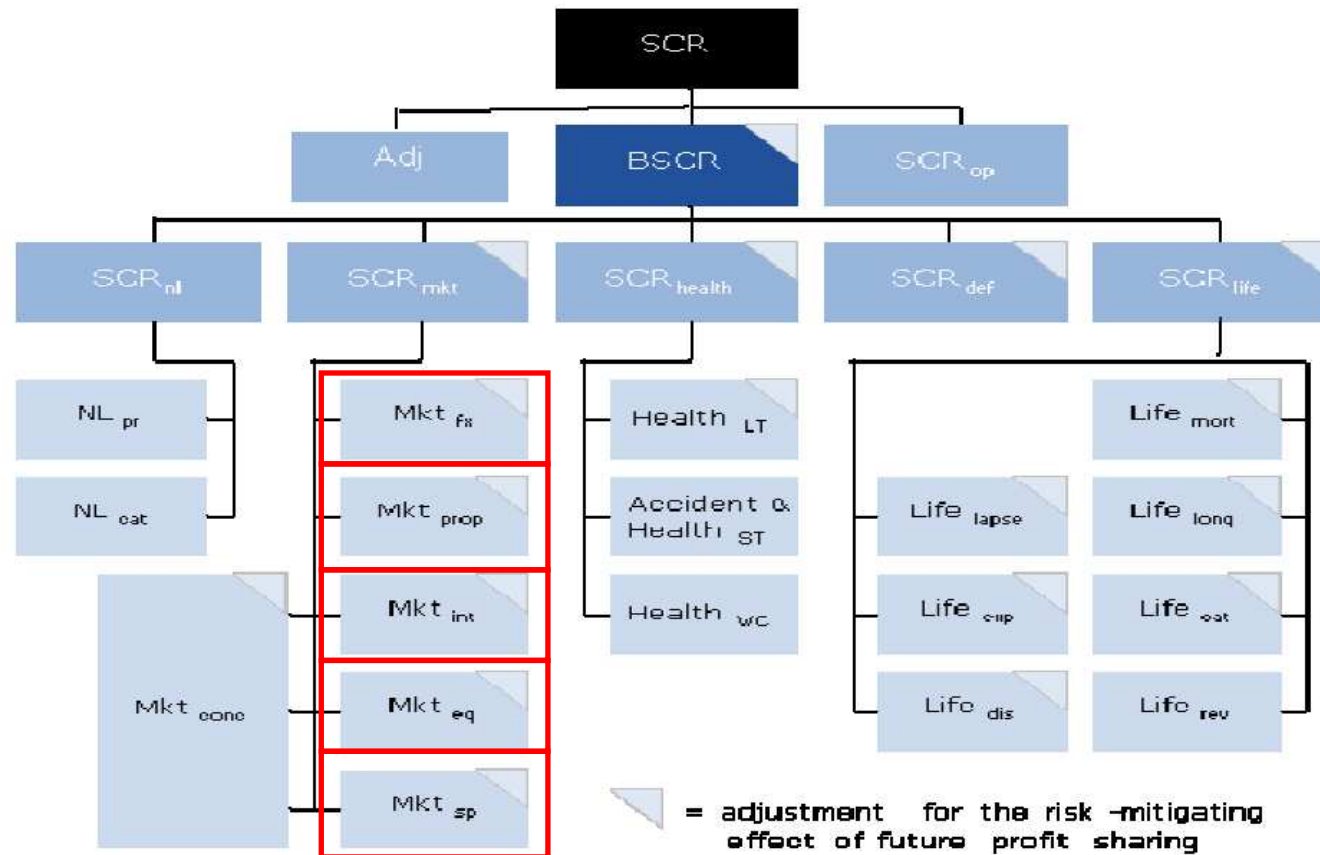 SCR
Adj
BSCR
SCR op
SCR nl
SCR mkt
SCR health
SCR def
SCR life
NL pr
Mkt fx
Health LT
Life mort
NL cat
Mkt prop
Accident &
Health ST
Life lapse
Life long
Mkt conc
Mkt int
Health WC
Life exp
Life cat
Mkt eq
Life dis
Life rev
Mkt sp
= adjustment for the risk -mitigating
effect of future profit sharing